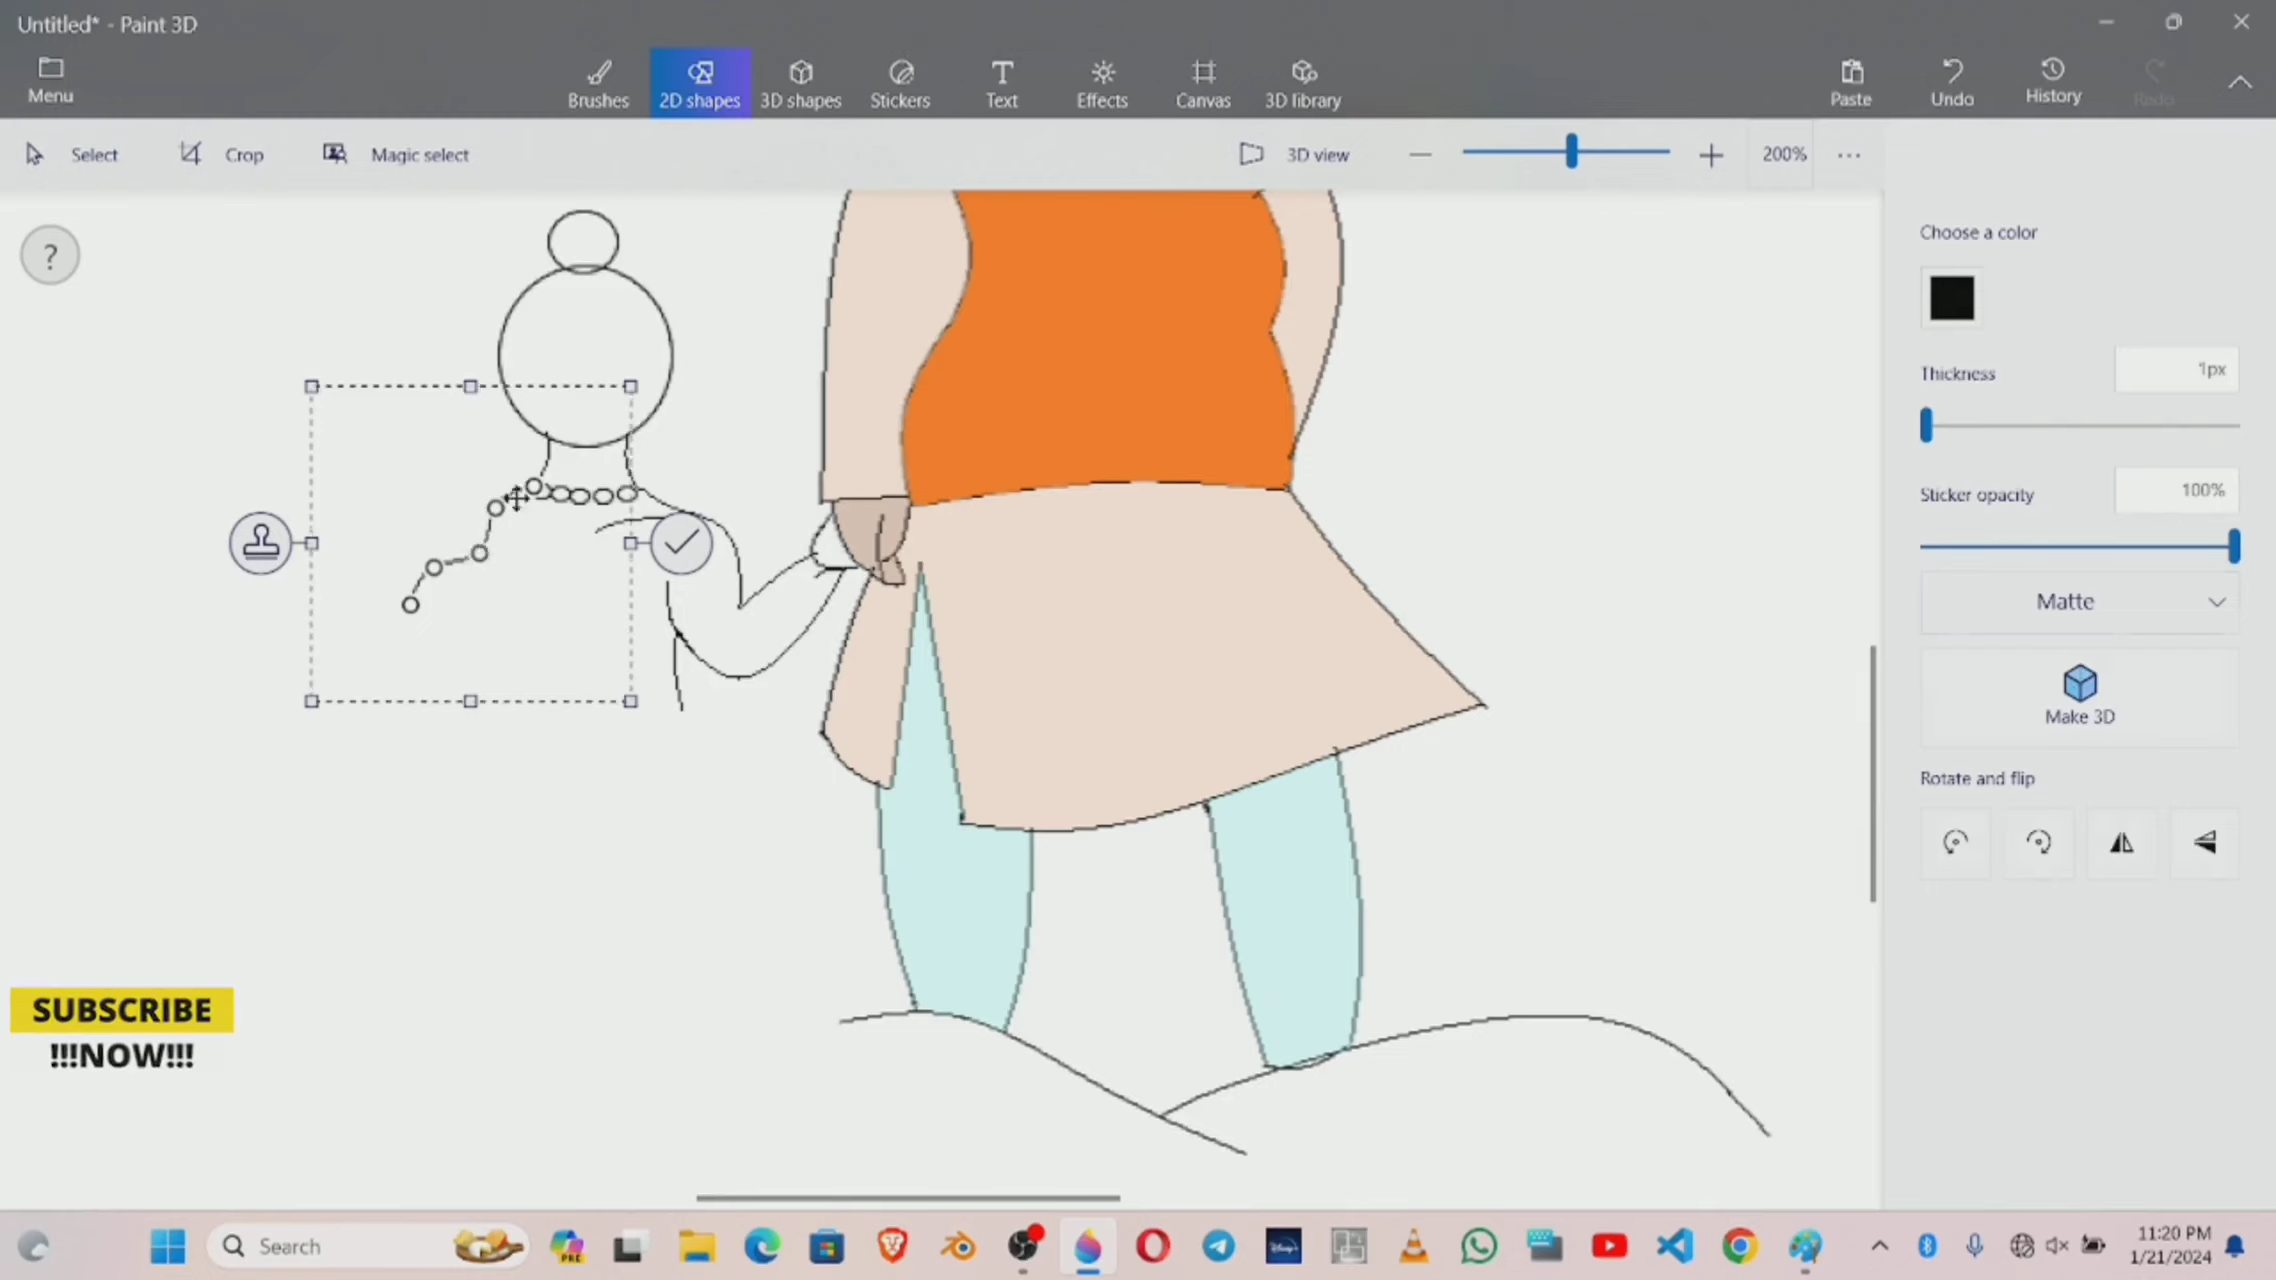 Untitled* - Paint 3D
Menu
Brushes
2D shapes
3D shapes
Stickers
Text
Effects
Canvas
3D library
Paste
Undo
History
Redo
Select
Crop
Magic select
3D view
200%
?
Choose a color
Thickness
1px
Sticker opacity
100%
Matte
Make 3D
Rotate and flip
SUBSCRIBE
!!!NOW!!!
Search
PRE
Disney+
11:20 PM
1/21/2024